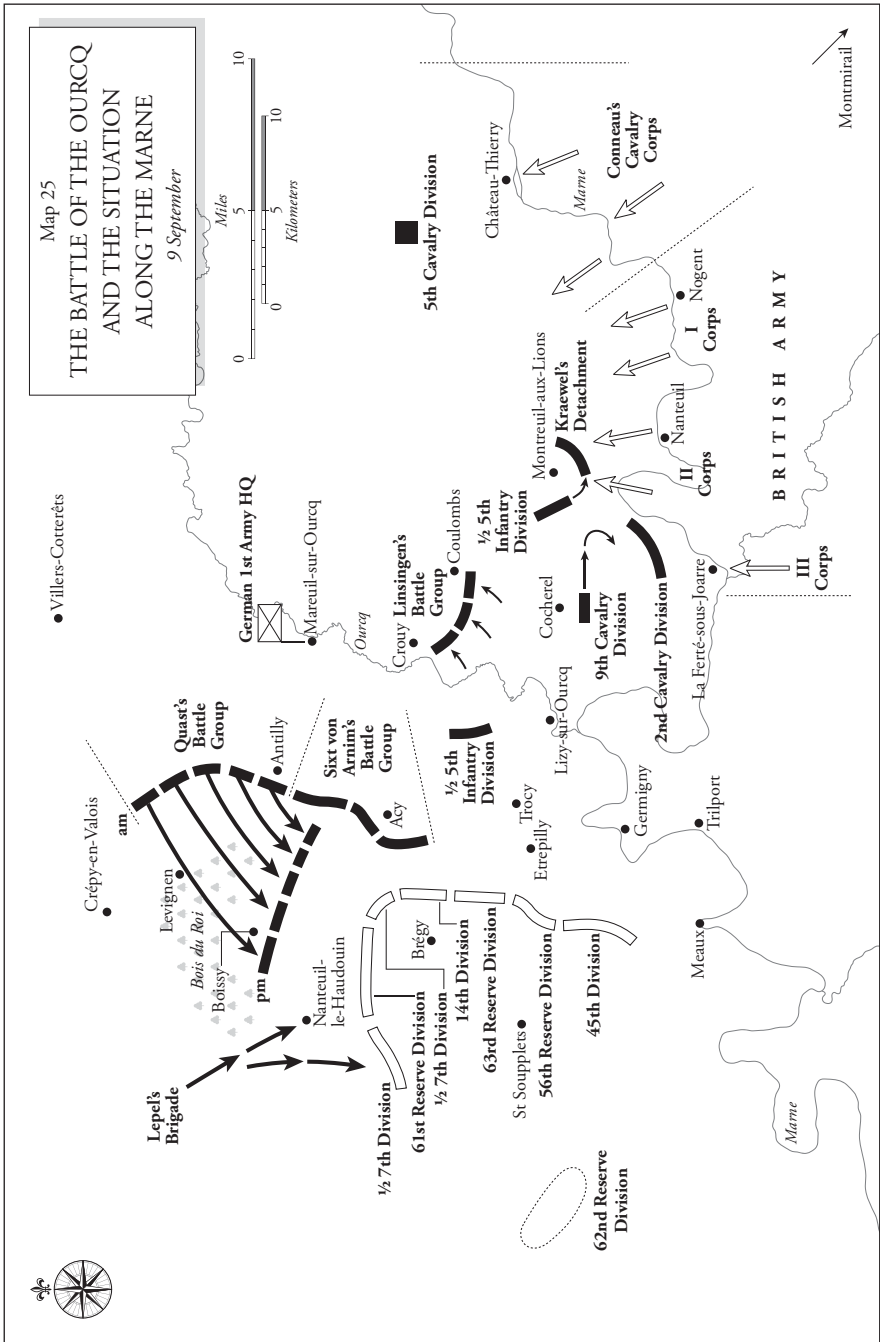 Map 25
THE BATTLE OF THE OURCQ
AND THE SITUATION
ALONG THE MARNE
9 September
Miles
0
5
10
0
5
10
Kilometers
Villers-Cotterêts
Crépy-en-Valois
am
Quast's
Battle
Group
German 1st Army HQ
Mareuil-sur-Ourcq
Ourcq
Levignen
Bois du Roi
Boissy
pm
Antilly
Sixt von
Arnim's
Battle
Group
Acy
Lepel's
Brigade
Nanteuil-
le-Haudouin
Crouy
Linsingen's
Battle
Group
Coulombs
5th Cavalry Division
½ 7th Division
61st Reserve Division
½ 7th Division
Brégy
14th Division
63rd Reserve Division
St Soupplets
56th Reserve Division
45th Division
62nd Reserve
Division
½ 5th
Infantry
Division
Trocy
Etrepilly
Lizy-sur-Ourcq
½ 5th
Infantry
Division
Montreuil-aux-Lions
Kraewel's
Detachment
Château-Thierry
Marne
Conneau's
Cavalry
Corps
Cocherel
9th Cavalry
Division
2nd Cavalry Division
Germigny
Trilport
Meaux
La Ferté-sous-Joarre
Nanteuil
Nogent
I
Corps
II
Corps
III
Corps
BRITISH ARMY
Marne
Montmirail